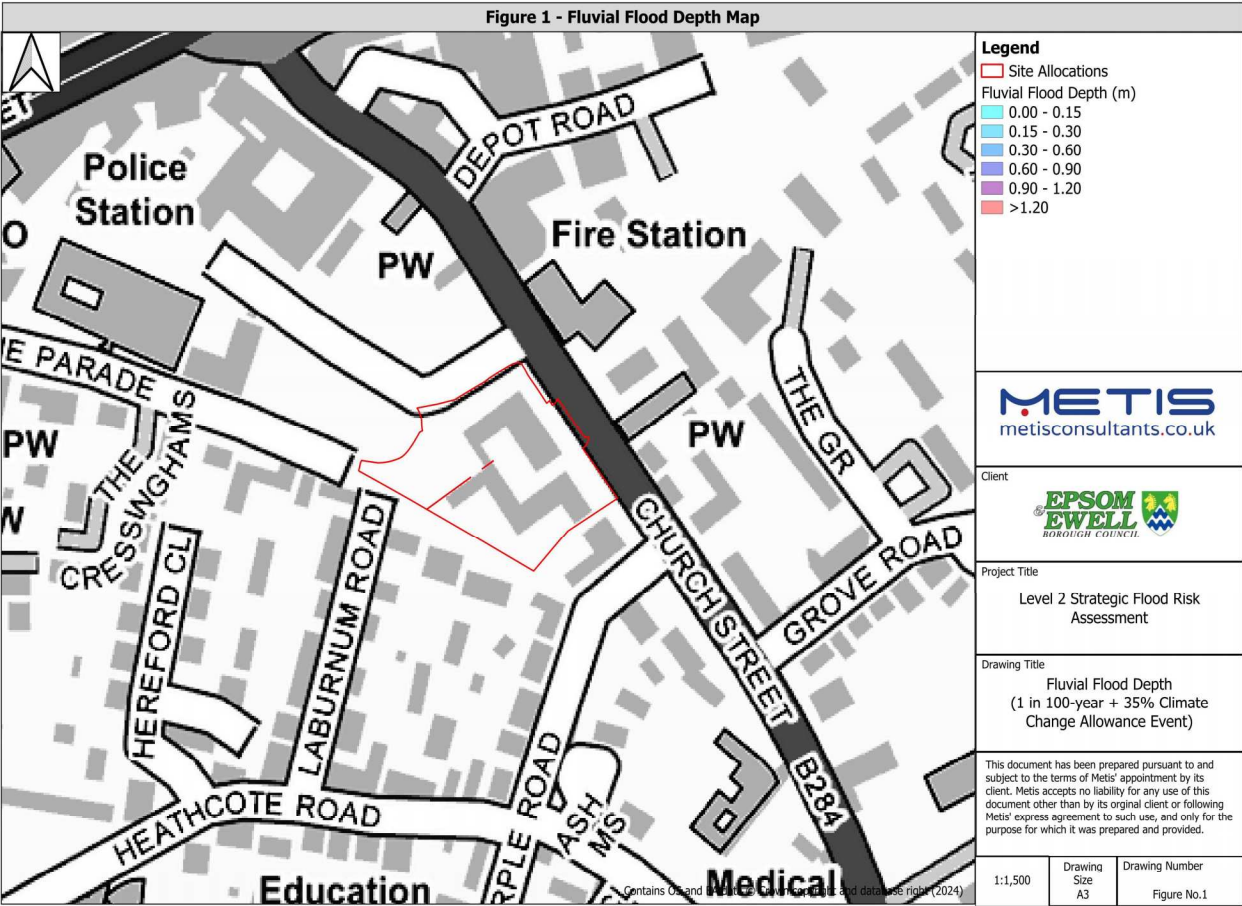 Figure 1 - Fluvial Flood Depth Map
ET
DEPOT ROAD
Police
Station
O
Fire Station
PW
E PARADE
PW
THE
CRESSINGHAMS
PW
THE GR
W
HEREFORD CL
LABURNUM ROAD
CHURCH STREET
GROVE ROAD
B284
HEATHCOTE ROAD
RPLE ROAD
ASH
MS
Education
Medical
Contains OS and
Crown copyright and database right (2024)
Legend
Site Allocations
Fluvial Flood Depth (m)
0.00 - 0.15
0.15 - 0.30
0.30 - 0.60
0.60 - 0.90
0.90 - 1.20
>1.20
METIS
metisconsultants.co.uk
Client
EPSOM
& EWELL
BOROUGH COUNCIL
Project Title
Level 2 Strategic Flood Risk
Assessment
Drawing Title
Fluvial Flood Depth
(1 in 100-year + 35% Climate
Change Allowance Event)
This document has been prepared pursuant to and
subject to the terms of Metis' appointment by its
client. Metis accepts no liability for any use of this
document other than by its orginal client or following
Metis' express agreement to such use, and only for the
purpose for which it was prepared and provided.
1:1,500
Drawing
Size
A3
Drawing Number
Figure No.1